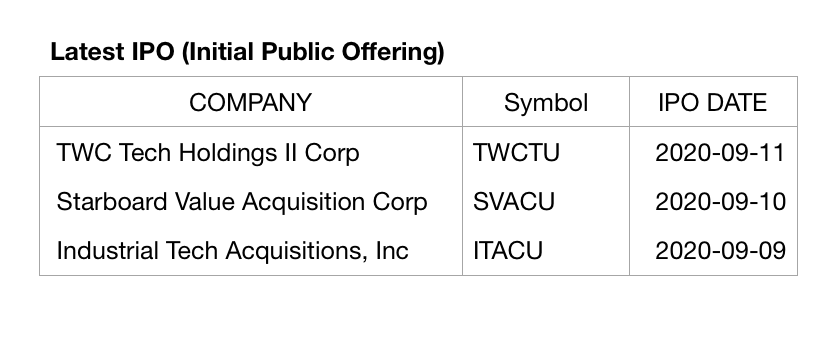 Latest IPO (Initial Public Offering)
COMPANY Symbol IPO DATE
TWC Tech Holdings II Corp TWCTU 2020-09-11
Starboard Value Acquisition Corp SVACU 2020-09-10
Industrial Tech Acquisitions, Inc ITACU 2020-09-09